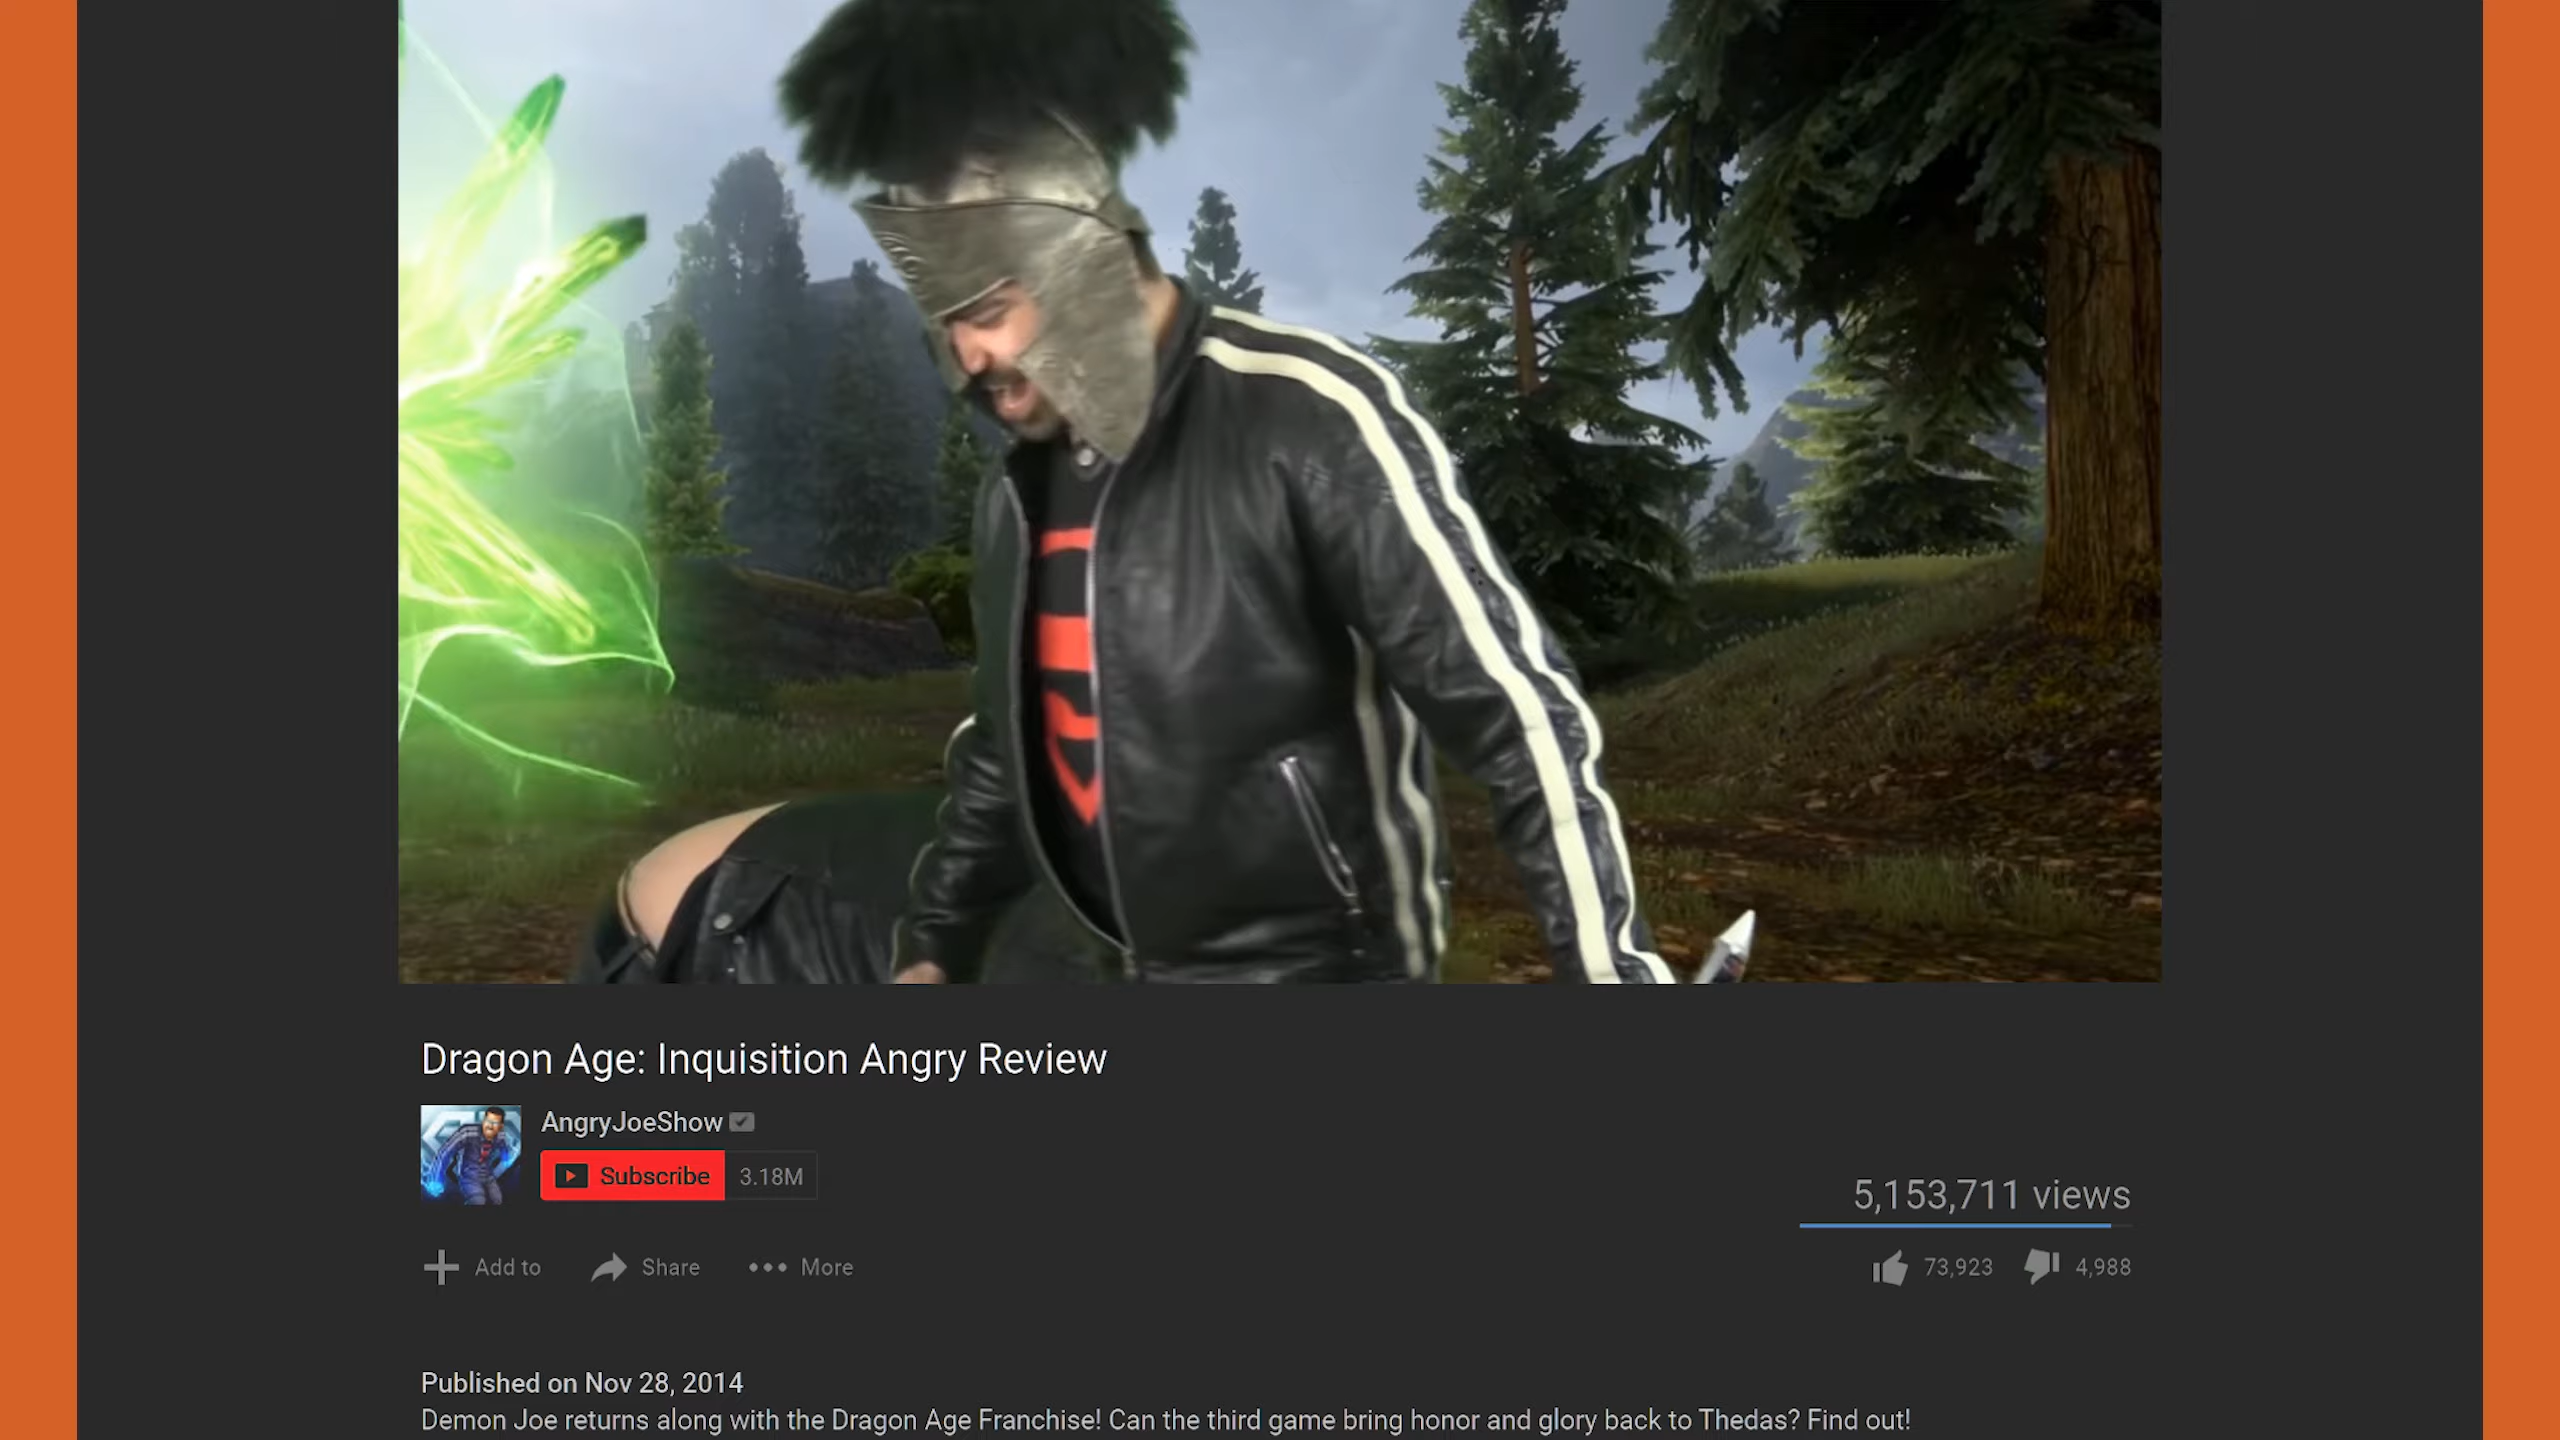 Dragon Age: Inquisition Angry Review
AngryJoeShow
Subscribe 3.18M
5,153,711 views
Add to Share More
73,923 4,988
Published on Nov 28, 2014
Demon Joe returns along with the Dragon Age Franchise! Can the third game bring honor and glory back to Thedas? Find out!